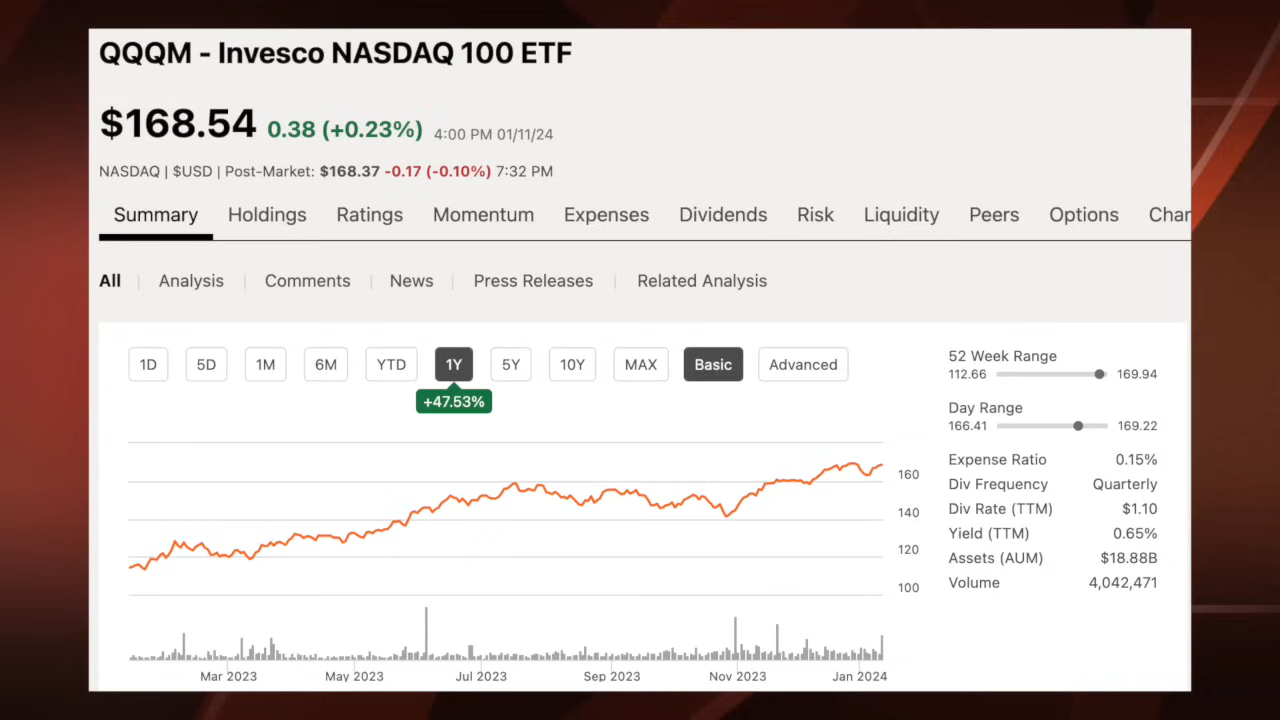 QQQM - Invesco NASDAQ 100 ETF
$168.54 0.38 (+0.23%) 4:00 PM 01/11/24
NASDAQ | $USD | Post-Market: $168.37 -0.17 (-0.10%) 7:32 PM
Summary Holdings Ratings Momentum Expenses Dividends Risk Liquidity Peers Options Char
All | Analysis | Comments | News | Press Releases | Related Analysis
1D 5D 1M 6M YTD 1Y 5Y 10Y MAX Basic Advanced
+47.53%
160
140
120
100
Mar 2023 May 2023 Jul 2023 Sep 2023 Nov 2023 Jan 2024
52 Week Range
112.66 169.94
Day Range
166.41 169.22
Expense Ratio 0.15%
Div Frequency Quarterly
Div Rate (TTM) $1.10
Yield (TTM) 0.65%
Assets (AUM) $18.88B
Volume 4,042,471